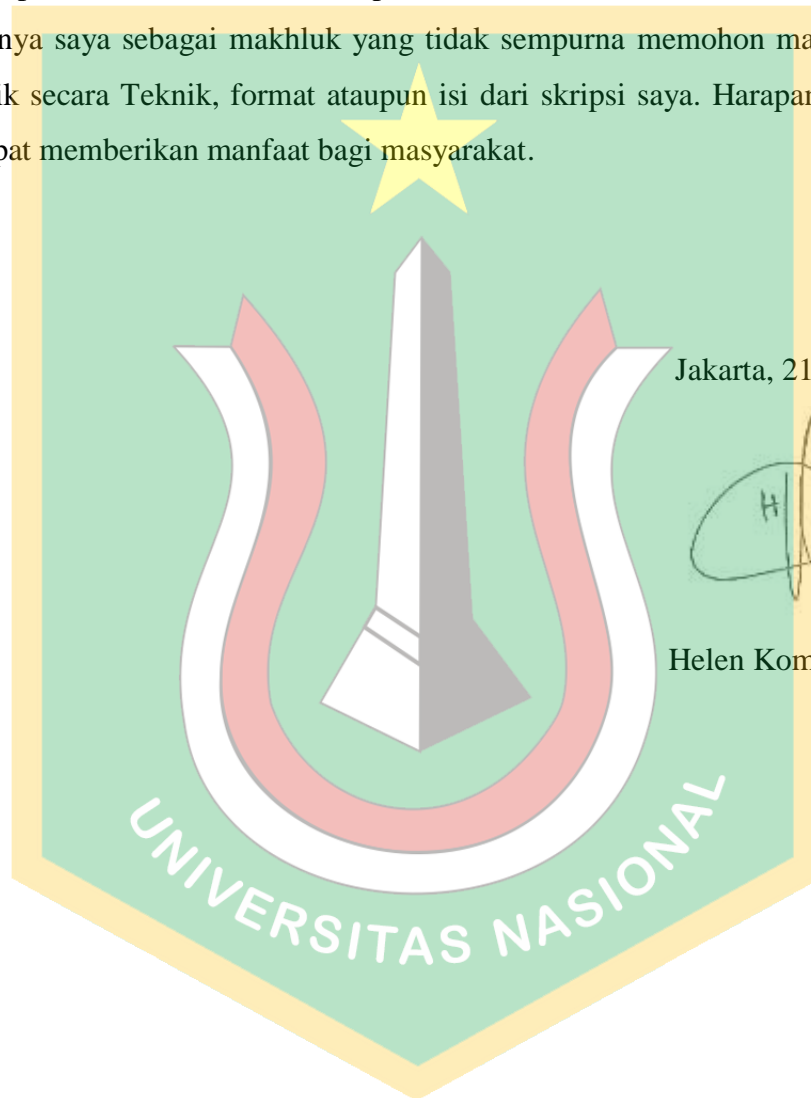 nya saya sebagai makhluk yang tidak sempurna memohon ma
ik secara Teknik, format ataupun isi dari skripsi saya. Harapan
pat memberikan manfaat bagi masyarakat.
Jakarta, 21
H
Helen Kom
UNIVERSITAS NASIONAL